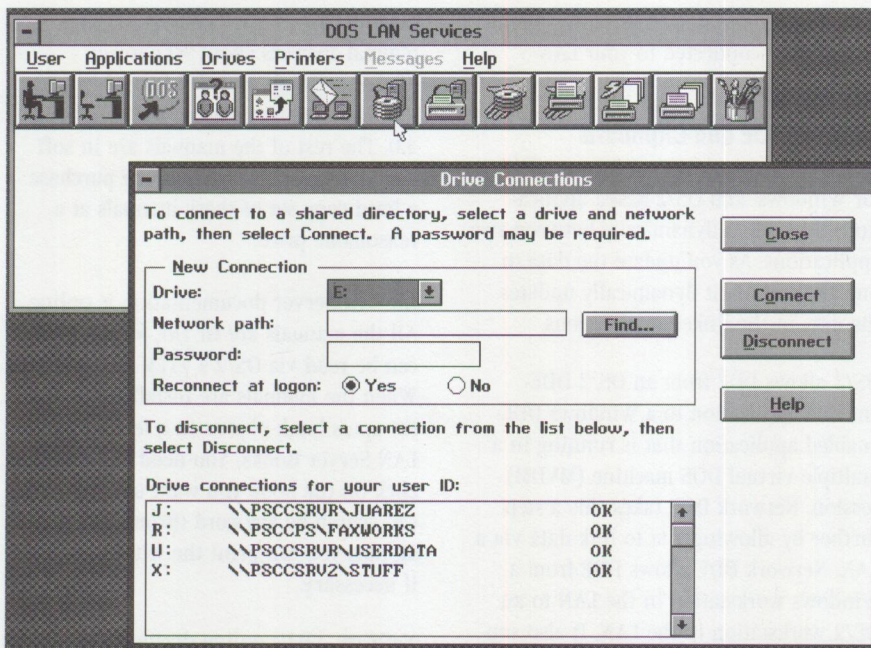 DOS LAN Services
User Applications Drives Printers Messages Help
DOS
Drive Connections
To connect to a shared directory, select a drive and network
path, then select Connect. A password may be required.
New Connection
Drive: E:
Network path: Find...
Password:
Reconnect at logon: Yes No
To disconnect, select a connection from the list below, then
select Disconnect.
Drive connections for your user ID:
J: \\PSCCSRVR\JUAREZ OK
R: \\PSCCSRV2\XWORK OK
U: \\PSCCSRVR\USERDATA OK
X: \\PSCCSRV2\STUFF OK
Close
Connect
Disconnect
Help